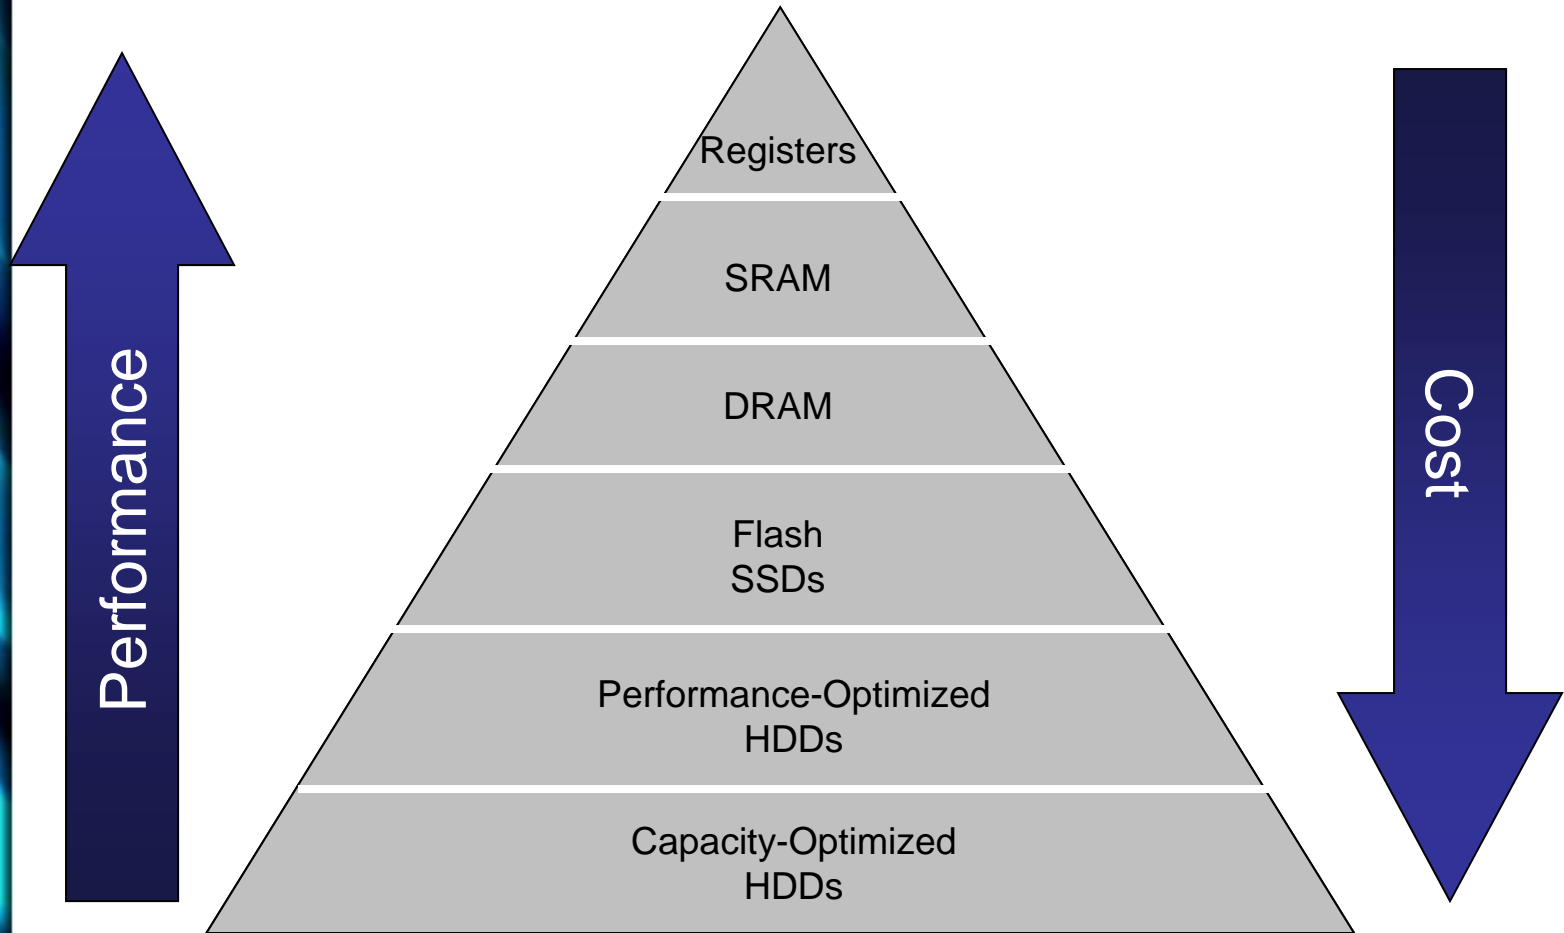 Registers
SRAM
DRAM
Flash
SSDs
Performance-Optimized
HDDs
Capacity-Optimized
HDDs
Performance
Cost